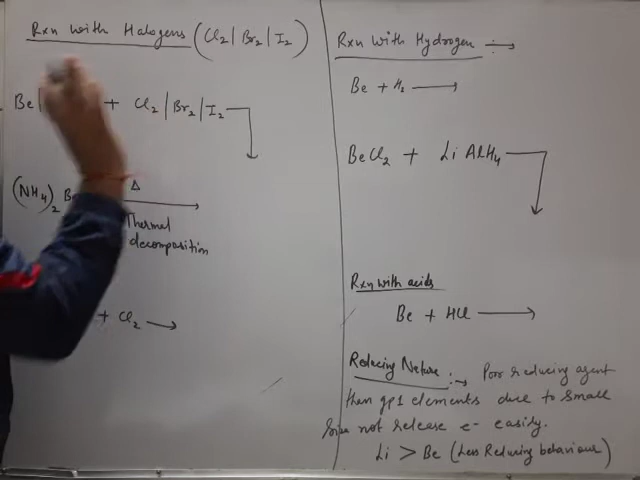 Rxn with Halogens (Cl2 | Br2 | I2)
Be | + Cl2 | Br2 | I2
(NH4)2 B Δ
Thermal
decomposition
+ Cl2 →
Rxn with Hydrogen :→
Be + H2 →
BeCl2 + Li AlH4
Rxn with acids
Be + HCl →
Reducing Nature :→ Poor reducing agent
than gp1 elements due to small
Size not release e- easily.
Li > Be (Less Reducing behaviour)